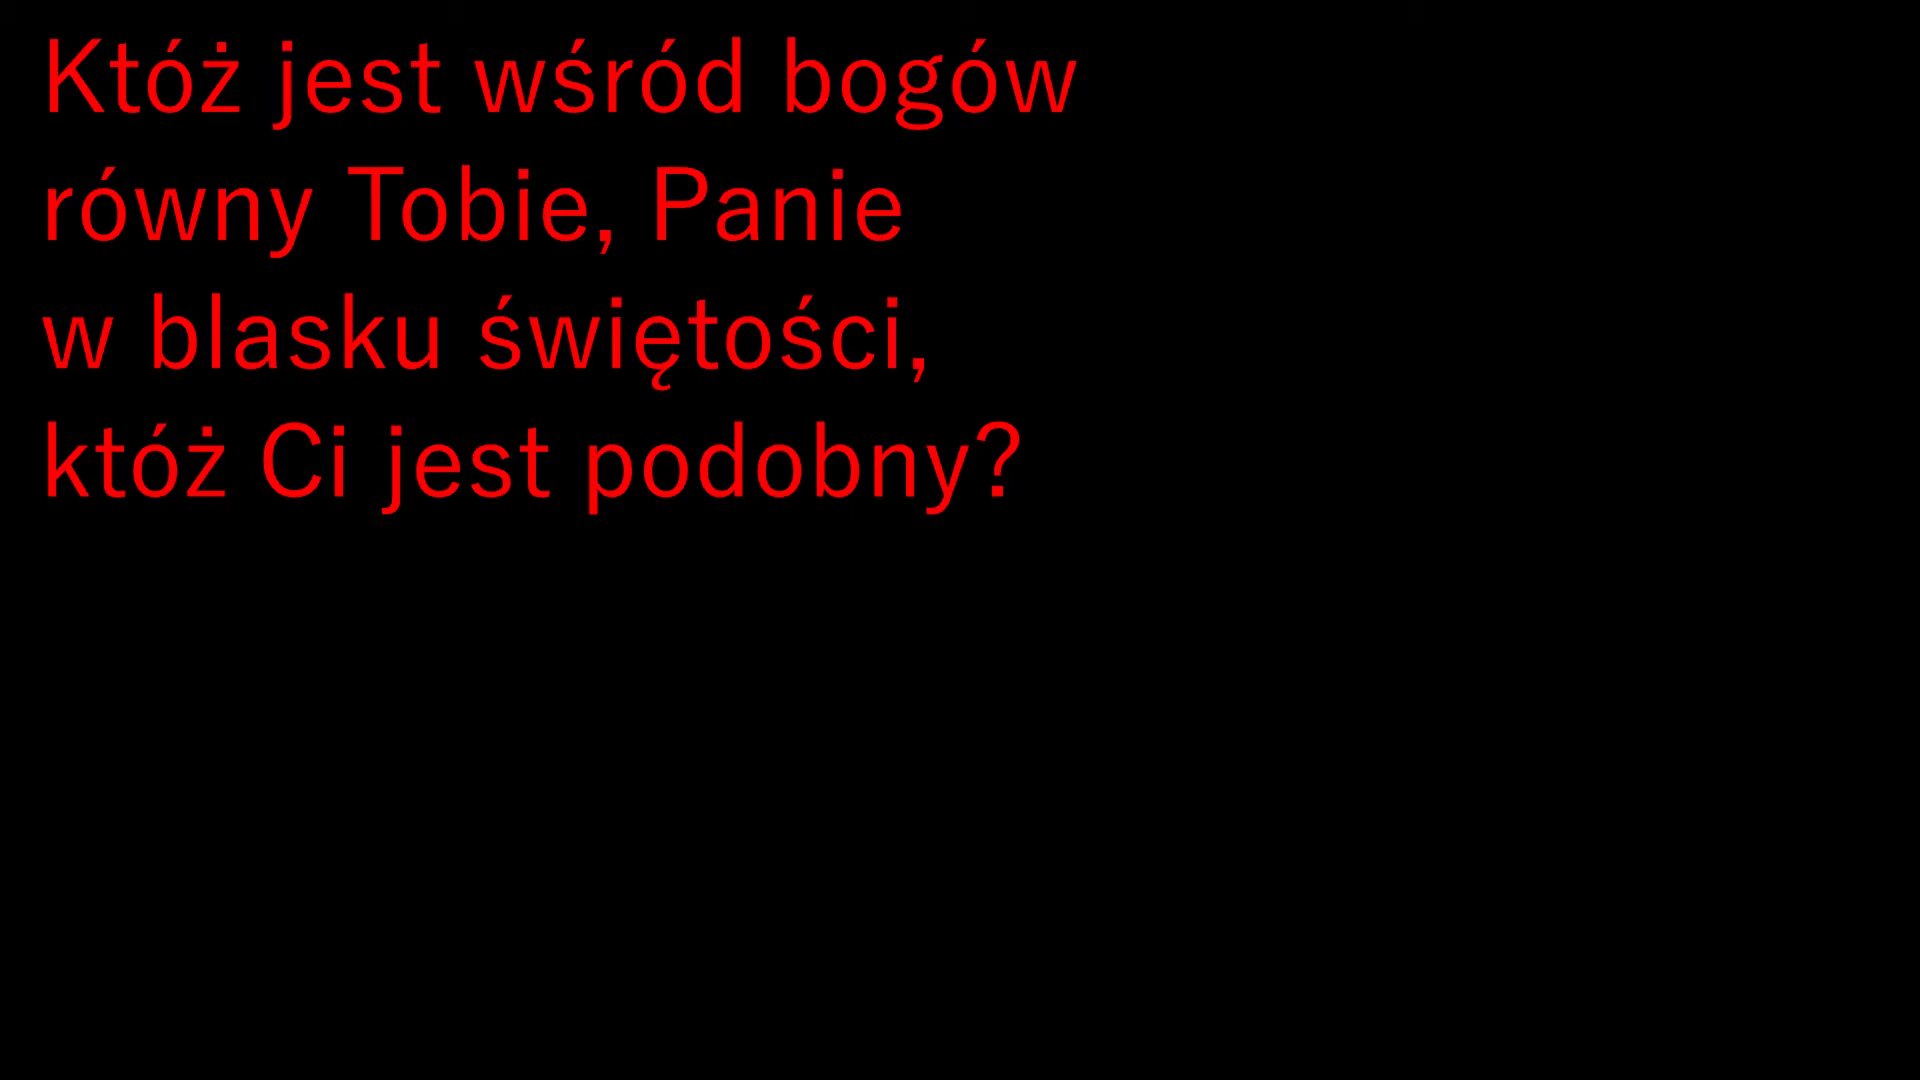 Któż jest wśród bogów
równy Tobie, Panie
w blasku świętości,
któż Ci jest podobny?